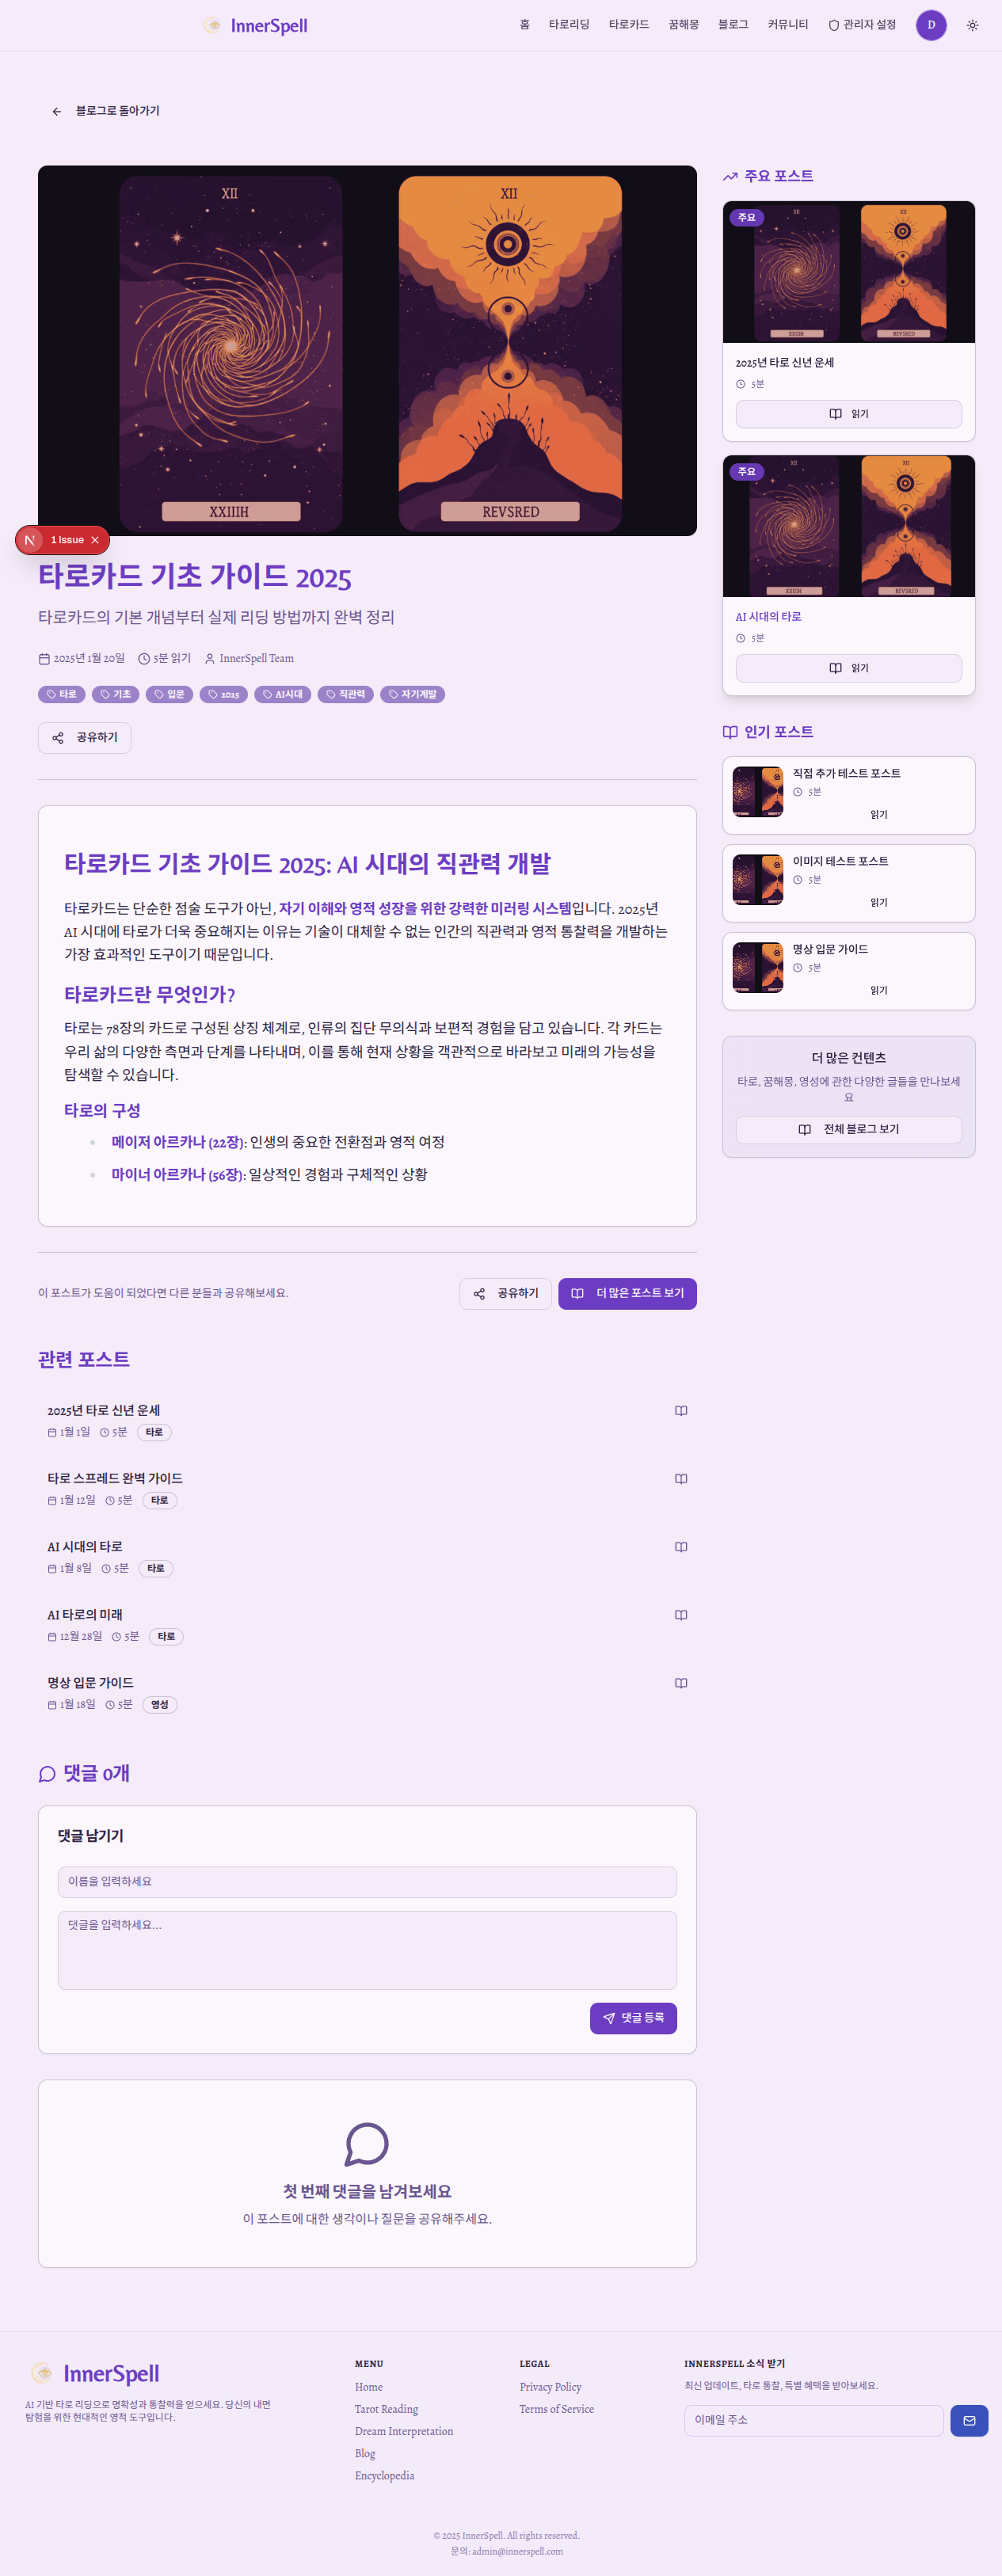 InnerSpell
홈 타로리딩 타로카드 꿈해몽 블로그 커뮤니티 관리자 설정 D
블로그로 돌아가기
XII
XII
XXIIIH
REVSRED
N 1 Issue
타로카드 기초 가이드 2025
타로카드의 기본 개념부터 실제 리딩 방법까지 완벽 정리
2025년 1월 20일 5분 읽기 InnerSpell Team
타로 기초 입문 2025 AI시대 직관력 자기계발
공유하기
타로카드 기초 가이드 2025: AI 시대의 직관력 개발
타로카드는 단순한 점술 도구가 아닌, 자기 이해와 영적 성장을 위한 강력한 미러링 시스템입니다. 2025년
AI 시대에 타로가 더욱 중요해지는 이유는 기술이 대체할 수 없는 인간의 직관력과 영적 통찰력을 개발하는
가장 효과적인 도구이기 때문입니다.
타로카드란 무엇인가?
타로는 78장의 카드로 구성된 상징 체계로, 인류의 집단 무의식과 보편적 경험을 담고 있습니다. 각 카드는
우리 삶의 다양한 측면과 단계를 나타내며, 이를 통해 현재 상황을 객관적으로 바라보고 미래의 가능성을
탐색할 수 있습니다.
타로의 구성
메이저 아르카나 (22장): 인생의 중요한 전환점과 영적 여정
마이너 아르카나 (56장): 일상적인 경험과 구체적인 상황
이 포스트가 도움이 되었다면 다른 분들과 공유해보세요.
공유하기
더 많은 포스트 보기
관련 포스트
2025년 타로 신년 운세
1월 1일 5분 타로
타로 스프레드 완벽 가이드
1월 12일 5분 타로
AI 시대의 타로
1월 8일 5분 타로
AI 타로의 미래
12월 28일 5분 타로
명상 입문 가이드
1월 18일 5분 영성
댓글 0개
댓글 남기기
이름을 입력하세요
댓글을 입력하세요...
댓글 등록
첫 번째 댓글을 남겨보세요
이 포스트에 대한 생각이나 질문을 공유해주세요.
주요 포스트
주요
XII
XII
XXIIIH
REVSRED
2025년 타로 신년 운세
5분
읽기
주요
XII
XII
XXIIIH
REVSRED
AI 시대의 타로
5분
읽기
인기 포스트
직접 추가 테스트 포스트
5분
읽기
이미지 테스트 포스트
5분
읽기
명상 입문 가이드
5분
읽기
더 많은 컨텐츠
타로, 꿈해몽, 영성에 관한 다양한 글들을 만나보세
요
전체 블로그 보기
InnerSpell
AI 기반 타로 리딩으로 명확성과 통찰력을 얻으세요. 당신의 내면
탐험을 위한 현대적인 영적 도구입니다.
MENU
Home
Tarot Reading
Dream Interpretation
Blog
Encyclopedia
LEGAL
Privacy Policy
Terms of Service
INNERSPELL 소식 받기
최신 업데이트, 타로 통찰, 특별 혜택을 받아보세요.
이메일 주소
© 2025 InnerSpell. All rights reserved.
문의: admin@innerspell.com